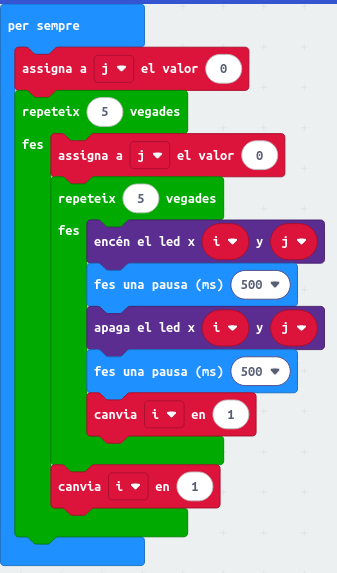 per sempre
assigna a j el valor 0
repeteix 5 vegades
fes
assigna a j el valor 0
repeteix 5 vegades
fes
encén el led x i y j
fes una pausa (ms) 500
apaga el led x i y j
fes una pausa (ms) 500
canvia i en 1
canvia i en 1